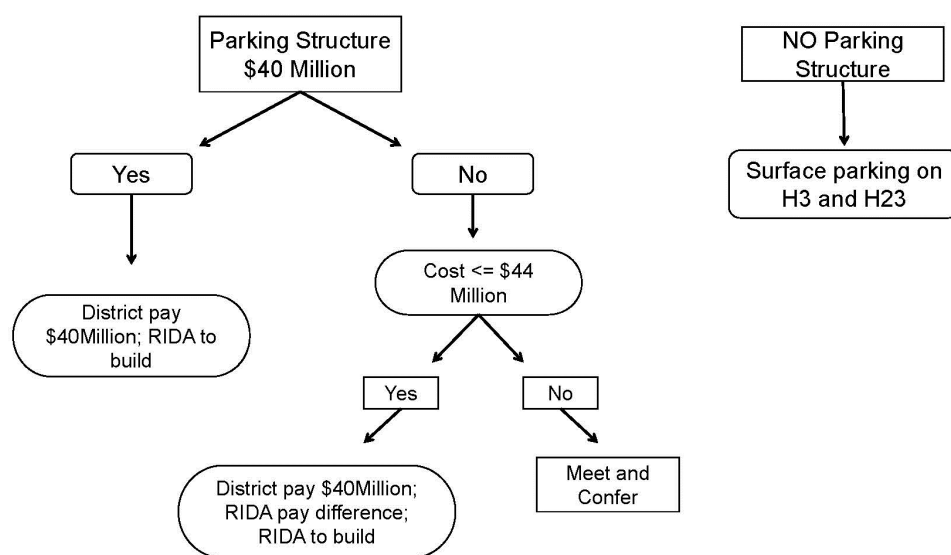 Parking Structure
$40 Million
NO Parking
Structure
Yes
No
Surface parking on
H3 and H23
Cost <= $44
Million
District pay
$40Million; RIDA to
build
Yes
No
District pay $40Million;
RIDA pay difference;
RIDA to build
Meet and
Confer